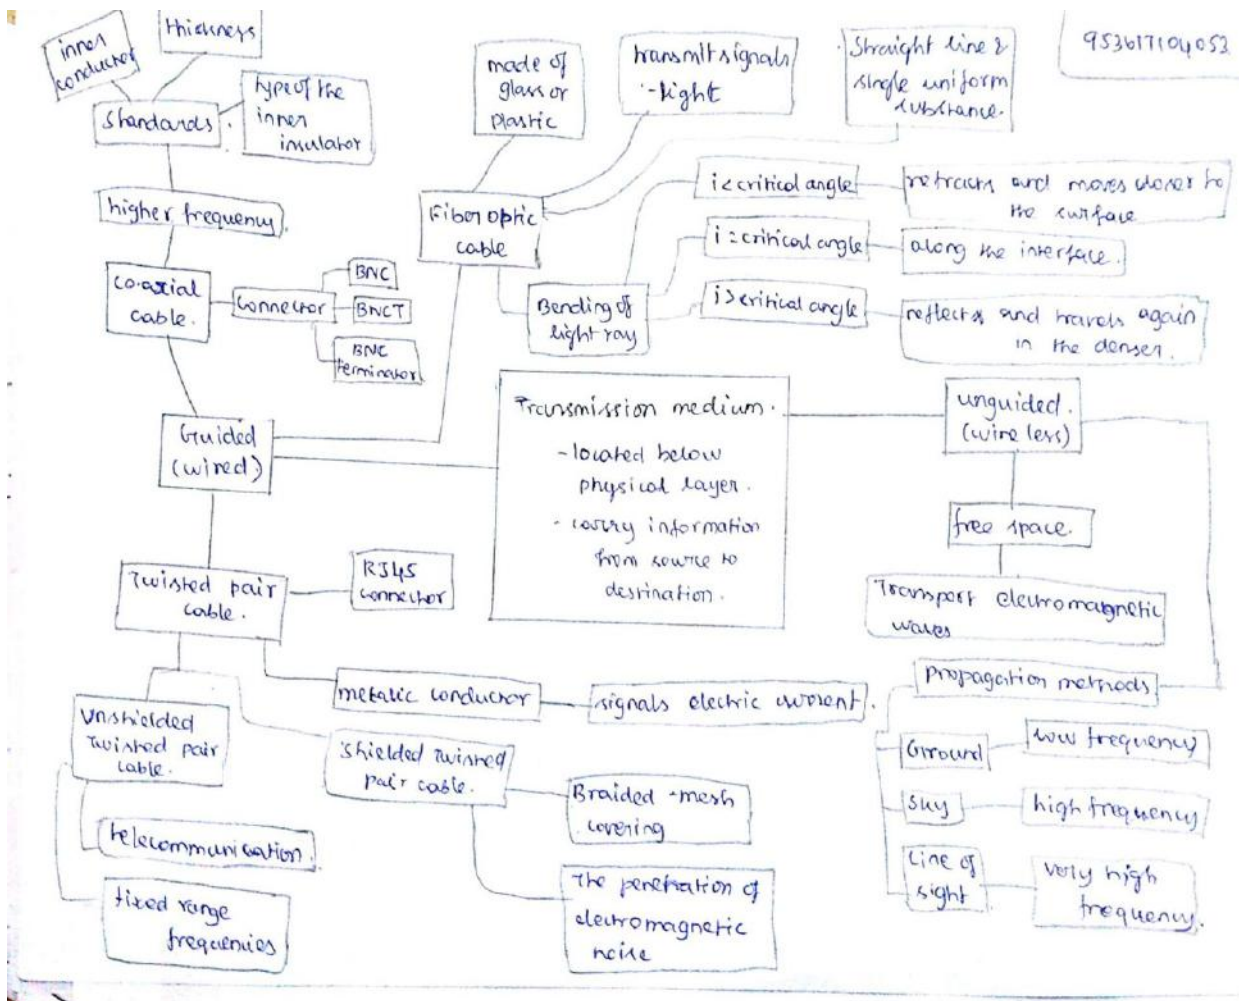 inner
conductor
thickness
Standards.
type of the
inner
insulator
higher frequency.
Co-axial
cable.
Connector
BNC
BNCT
BNC
terminator
made of
glass or
plastic
transmit signals
-light
Straight line &
single uniform
substance.
953617104053
Fiber optic
cable
Bending of
light ray
i<critical angle
refracts and moves closer to
the surface
i=critical angle
along the interface.
i>critical angle
reflects and travels again
in the denser.
Guided
(wired)
Transmission medium.
-located below
physical layer.
- carry information
from source to
destination.
unguided.
(wireless)
free space.
Transport electromagnetic
waves
Twisted pair
cable.
RJ45
connector
metalic conductor
signals electric current.
Unshielded
Twisted pair
cable.
telecommunication.
fixed range
frequencies
Shielded Twisted
pair cable.
Braided -mesh
covering
The penetration of
electromagnetic
noise
propagation methods
Ground
low frequency
Sky
high frequency
Line of
sight
very high
frequency.